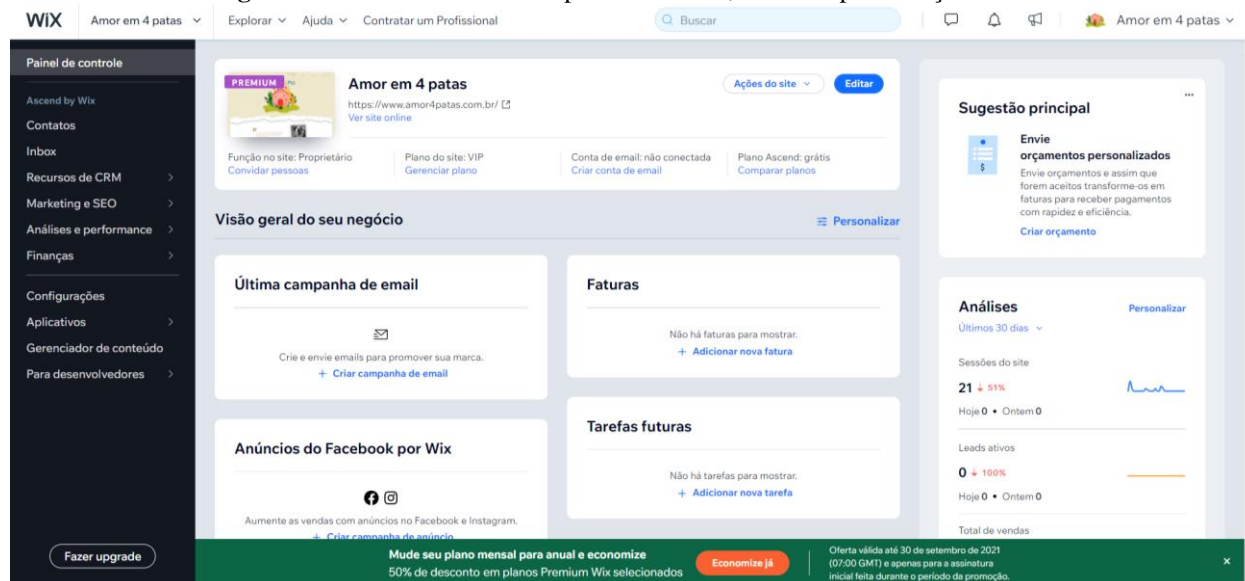 WiX
Amor em 4 patas
Explorar
Ajuda
Contratar um Profissional
Buscar
Amor em 4 patas
Painel de controle
Ascend by Wix
Contatos
Inbox
Recursos de CRM
Marketing e SEO
Análises e performance
Finanças
Configurações
Aplicativos
Gerenciador de conteúdo
Para desenvolvedores
Fazer upgrade
PREMIUM
Amor em 4 patas
https://www.amor4patas.com.br/
Ver site online
Ações do site
Editar
Função no site: Proprietário
Convidar pessoas
Plano do site: VIP
Gerenciar plano
Conta de email: não conectada
Criar conta de email
Plano Ascend: grátis
Comparar planos
Visão geral do seu negócio
Personalizar
Última campanha de email
Crie e envie emails para promover sua marca.
+ Criar campanha de email
Faturas
Não há faturas para mostrar.
+ Adicionar nova fatura
Anúncios do Facebook por Wix
Aumente as vendas com anúncios no Facebook e Instagram.
+ Criar campanha de anúncio
Tarefas futuras
Não há tarefas para mostrar.
+ Adicionar nova tarefa
Sugestão principal
Envie
orçamentos personalizados
Envie orçamentos e assim que
forem aceitos transforme-os em
faturas para receber pagamentos
com rapidez e eficiência.
Criar orçamento
Análises
Personalizar
Últimos 30 dias
Sessões do site
21 ↓ 51%
Hoje 0 • Ontem 0
Leads ativos
0 ↓ 100%
Hoje 0 • Ontem 0
Total de vendas
Mude seu plano mensal para anual e economize
50% de desconto em planos Premium Wix selecionados
Economize já
Oferta válida até 30 de setembro de 2021
(07:00 GMT) e apenas para a assinatura
inicial feita durante o período da promoção.